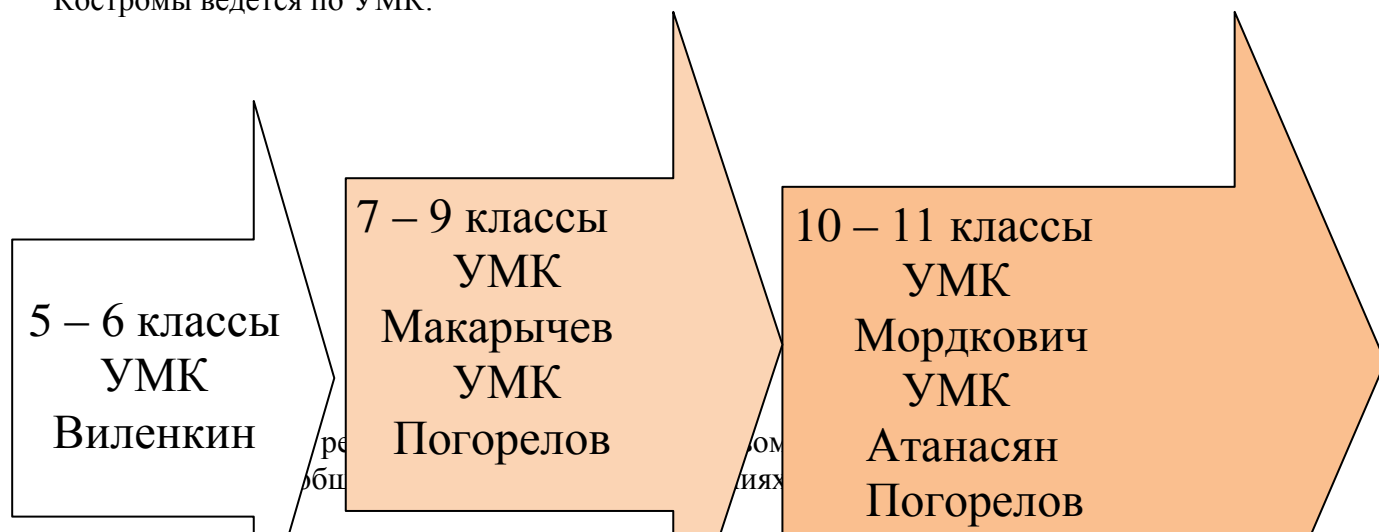 Костромы ведется по УМК:
5 – 6 классы
УМК
Виленкин
7 – 9 классы
УМК
Макарычев
УМК
Погорелов
10 – 11 классы
УМК
Мордкович
УМК
Атанасян
Погорелов